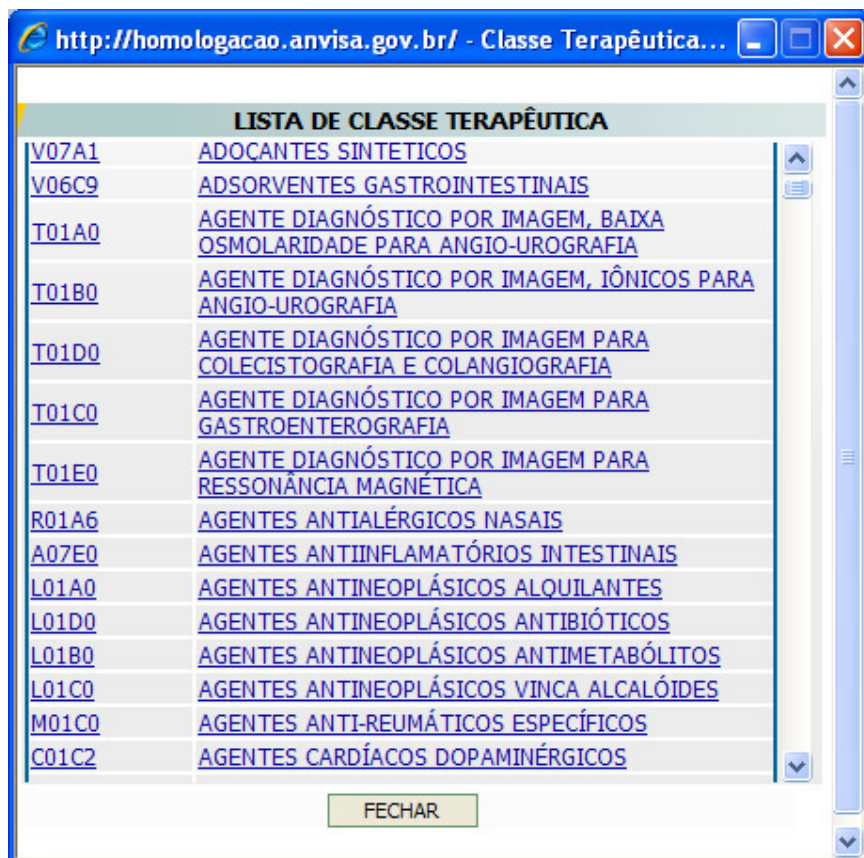 http://homologacao.anvisa.gov.br/ - Classe Terapêutica...
LISTA DE CLASSE TERAPÊUTICA
V07A1 ADOÇANTES SINTETICOS
V06C9 ADSORVENTES GASTROINTESTINAIS
T01A0 AGENTE DIAGNÓSTICO POR IMAGEM, BAIXA
OSMOLARIDADE PARA ANGIO-UROGRAFIA
T01B0 AGENTE DIAGNÓSTICO POR IMAGEM, IÔNICOS PARA
ANGIO-UROGRAFIA
T01D0 AGENTE DIAGNÓSTICO POR IMAGEM PARA
COLECISTOGRAFIA E COLANGIOGRAFIA
T01C0 AGENTE DIAGNÓSTICO POR IMAGEM PARA
GASTROENTEROGRAFIA
T01E0 AGENTE DIAGNÓSTICO POR IMAGEM PARA
RESSONÂNCIA MAGNÉTICA
R01A6 AGENTES ANTIALÉRGICOS NASAIS
A07E0 AGENTES ANTIINFLAMATÓRIOS INTESTINAIS
L01A0 AGENTES ANTINEOPLÁSICOS ALQUILANTES
L01D0 AGENTES ANTINEOPLÁSICOS ANTIBIÓTICOS
L01B0 AGENTES ANTINEOPLÁSICOS ANTIMETABÓLITOS
L01C0 AGENTES ANTINEOPLÁSICOS VINCA ALCALÓIDES
M01C0 AGENTES ANTI-REUMÁTICOS ESPECÍFICOS
C01C2 AGENTES CARDÍACOS DOPAMINÉRGICOS
FECHAR